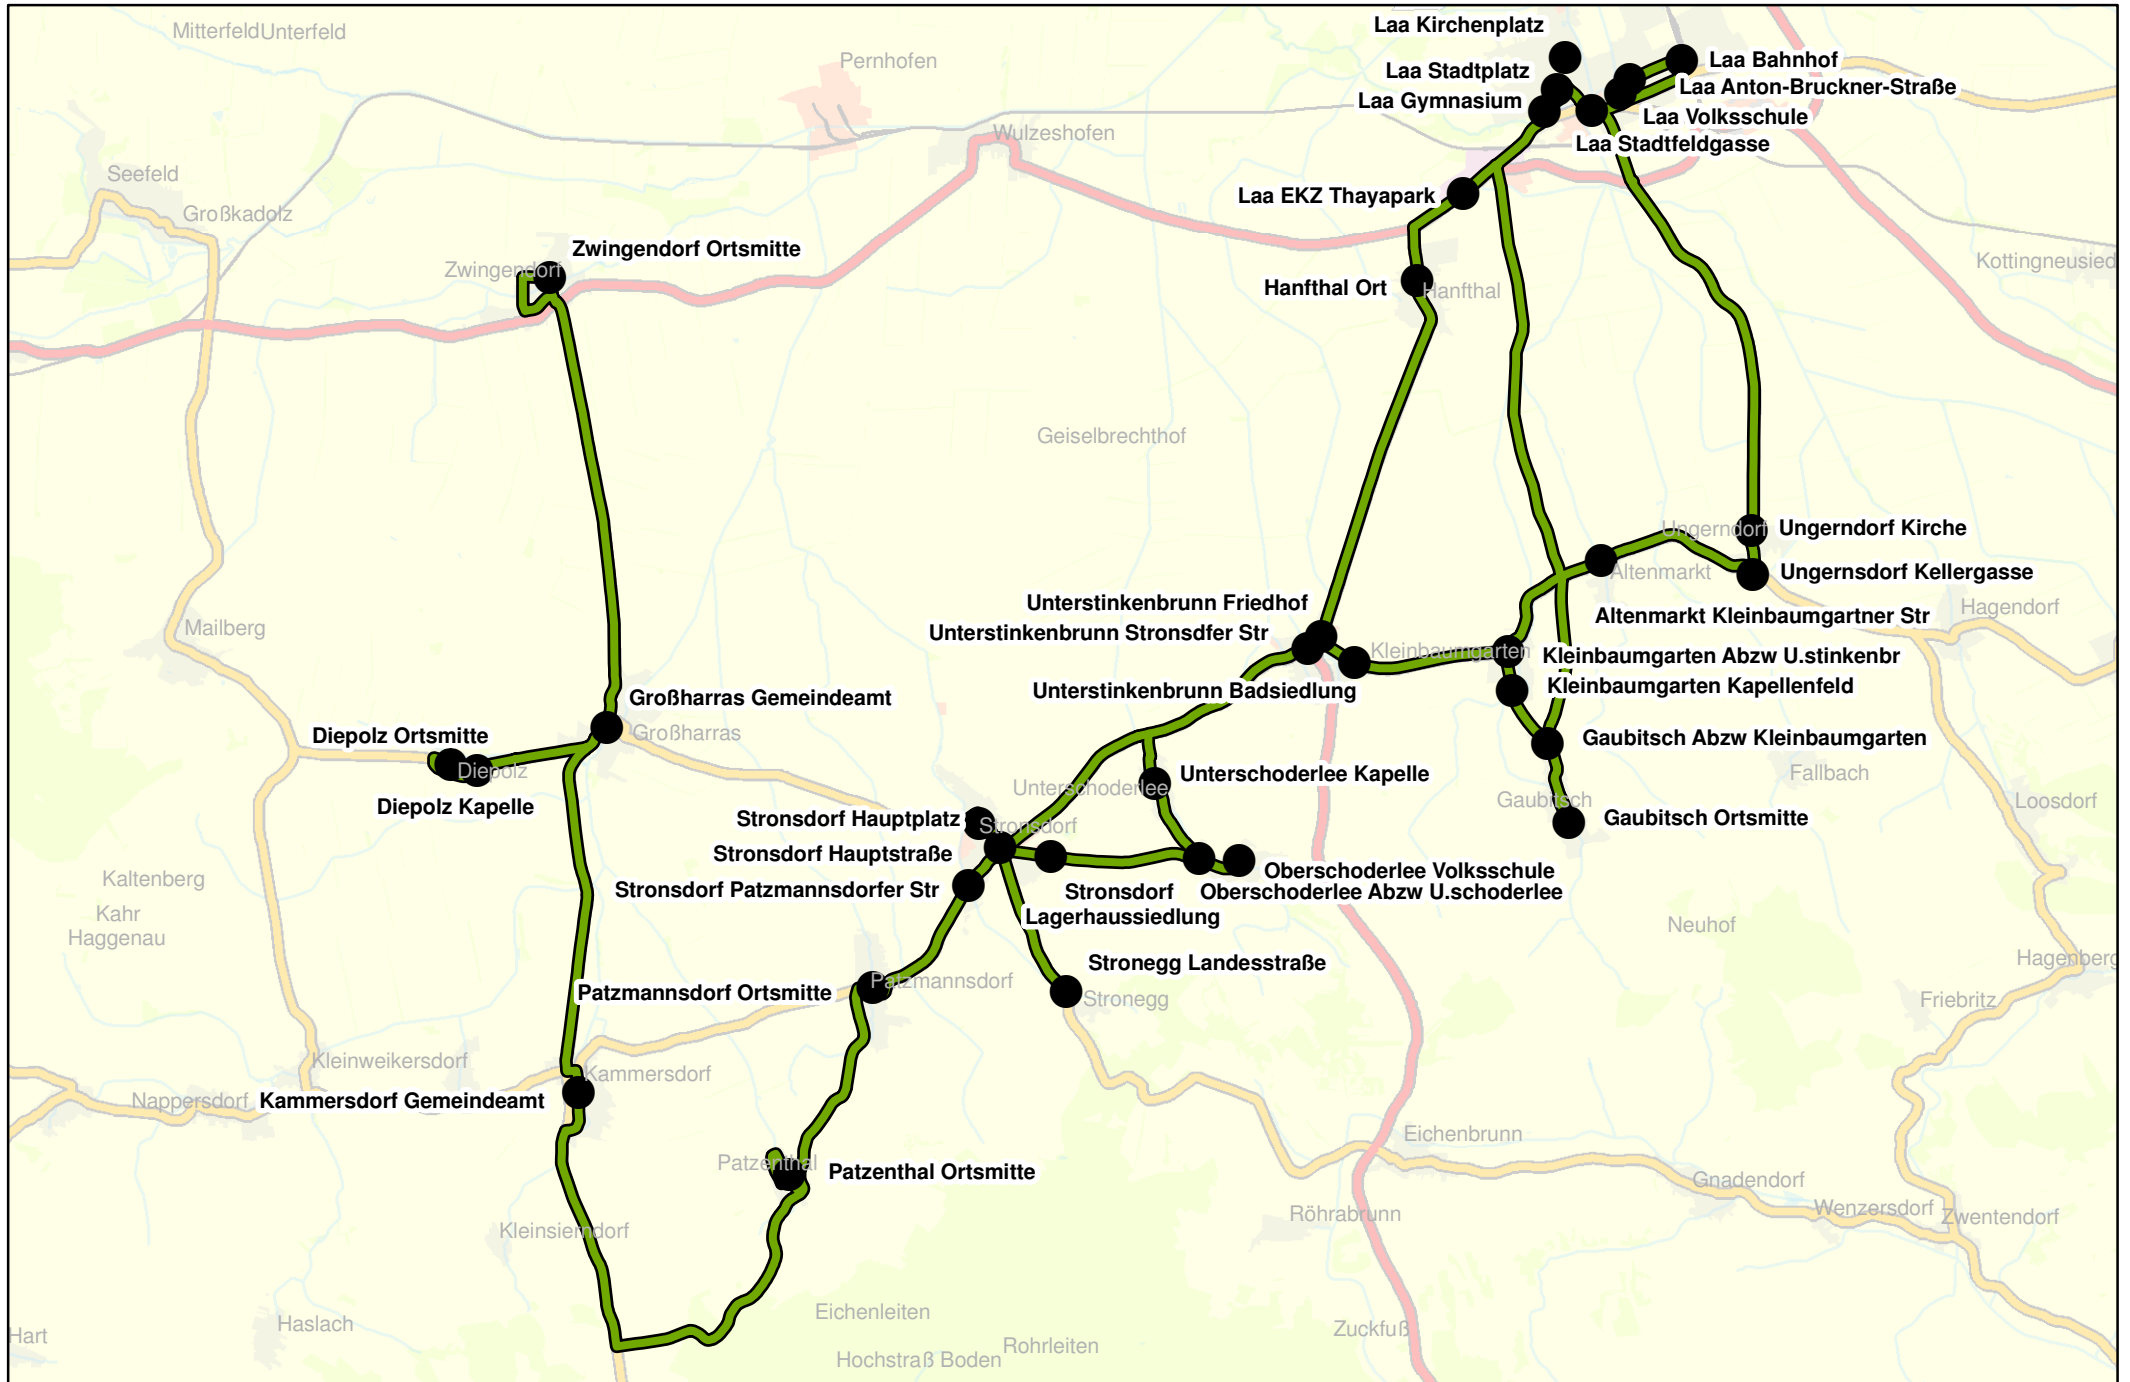 Laa Kirchenplatz
MitterfeldUnterfeld
Pernhofen
Laa Bahnhof
Laa Stadtplatz
Laa Anton-Bruckner-Straße
Laa Gymnasium
Laa Volksschule
Wulzeshofen
Laa Stadtfeldgasse
Seefeld
Laa EKZ Thayapark
Großkadolz
Zwingendorf Ortsmitte
Kottingneusied
Zwingendorf
Hanfthal Ort
Hanfthal
Geiselbrechthof
Ungerndorf
Ungerndorf Kirche
Altenmarkt
Ungernsdorf Kellergasse
Unterstinkenbrunn Friedhof
Hagendorf
Altenmarkt Kleinbaumgartner Str
Mailberg
Unterstinkenbrunn Stronsdfer Str
Kleinbaumgarten
Kleinbaumgarten Abzw U.stinkenbr
Unterstinkenbrunn Badsiedlung
Kleinbaumgarten Kapellenfeld
Großharras Gemeindeamt
Großharras
Diepolz Ortsmitte
Gaubitsch Abzw Kleinbaumgarten
Diepolz
Unterschoderlee Kapelle
Fallbach
Unterschoderlee
Diepolz Kapelle
Gaubitsch
Loosdorf
Stronsdorf Hauptplatz
Stronsdorf
Gaubitsch Ortsmitte
Stronsdorf Hauptstraße
Oberschoderlee Volksschule
Kaltenberg
Stronsdorf Patzmannsdorfer Str
Stronsdorf
Lagerhaussiedlung
Oberschoderlee Abzw U.schoderlee
Kahr
Haggenau
Neuhof
Stronegg Landesstraße
Hagenberg
Patzmannsdorf
Patzmannsdorf Ortsmitte
Stronegg
Friebritz
Kleinweikersdorf
Kammersdorf
Nappersdorf
Kammersdorf Gemeindeamt
Eichenbrunn
Patzenthal
Patzenthal Ortsmitte
Gnadendorf
Wenzersdorf
Röhrabrunn
Zwentendorf
Kleinsierndorf
Eichenleiten
Haslach
Zuckfuß
Hart
Rohrleiten
Hochstraß Boden